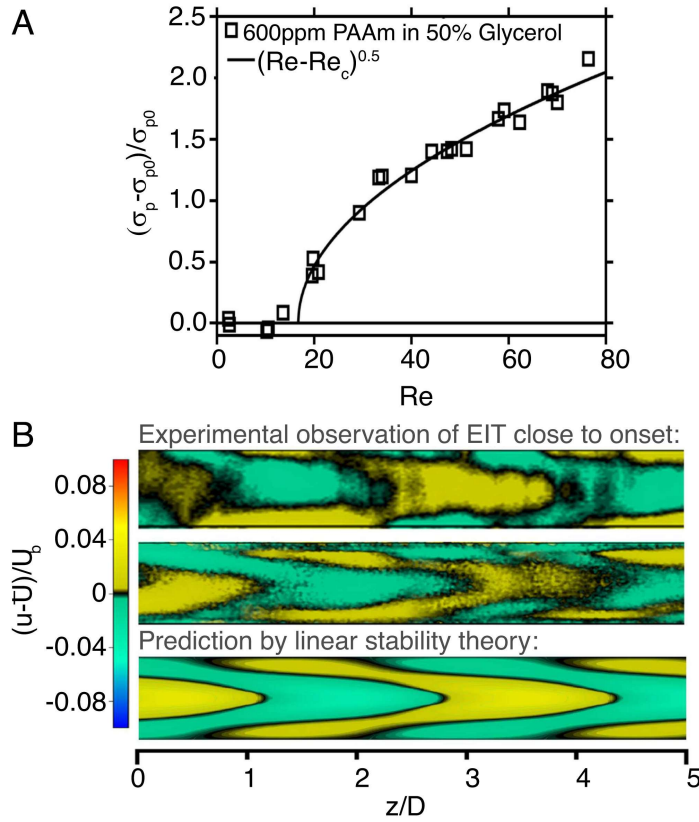 A
2.5
600ppm PAAm in 50% Glycerol
(Re-Re_c)^0.5
2.0
1.5
1.0
0.5
0.0
(σ_p-σ_p0)/σ_p0
0 20 40 60 80
Re
B
Experimental observation of EIT close to onset:
0.08
0.04
0
-0.04
-0.08
(u-Ū)/U_b
Prediction by linear stability theory:
0 1 2 3 4 5
z/D